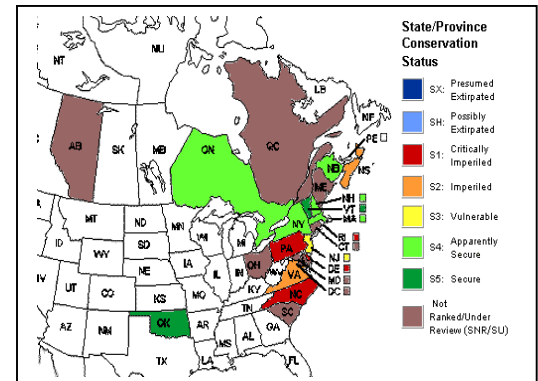 State/Province
Conservation
Status
SX: Presumed
Extirpated
SH: Possibly
Extirpated
S1: Critically
Imperiled
S2: Imperiled
S3: Vulnerable
S4: Apparently
Secure
S5: Secure
Not
Ranked/Under
Review (SNR/SU)
NT
NU
LB
NF
AB
SK
MB
ON
QC
PE
NB
NS
ME
NH
VT
MA
NY
RI
CT
NJ
DE
MD
DC
MT
ND
MN
WI
MI
ID
SD
WY
IA
PA
NE
IL
IN
OH
NV
UT
CO
KS
MO
KY
WV
VA
TN
NC
AZ
NM
OK
AR
SC
MS
AL
GA
TX
LA
FL